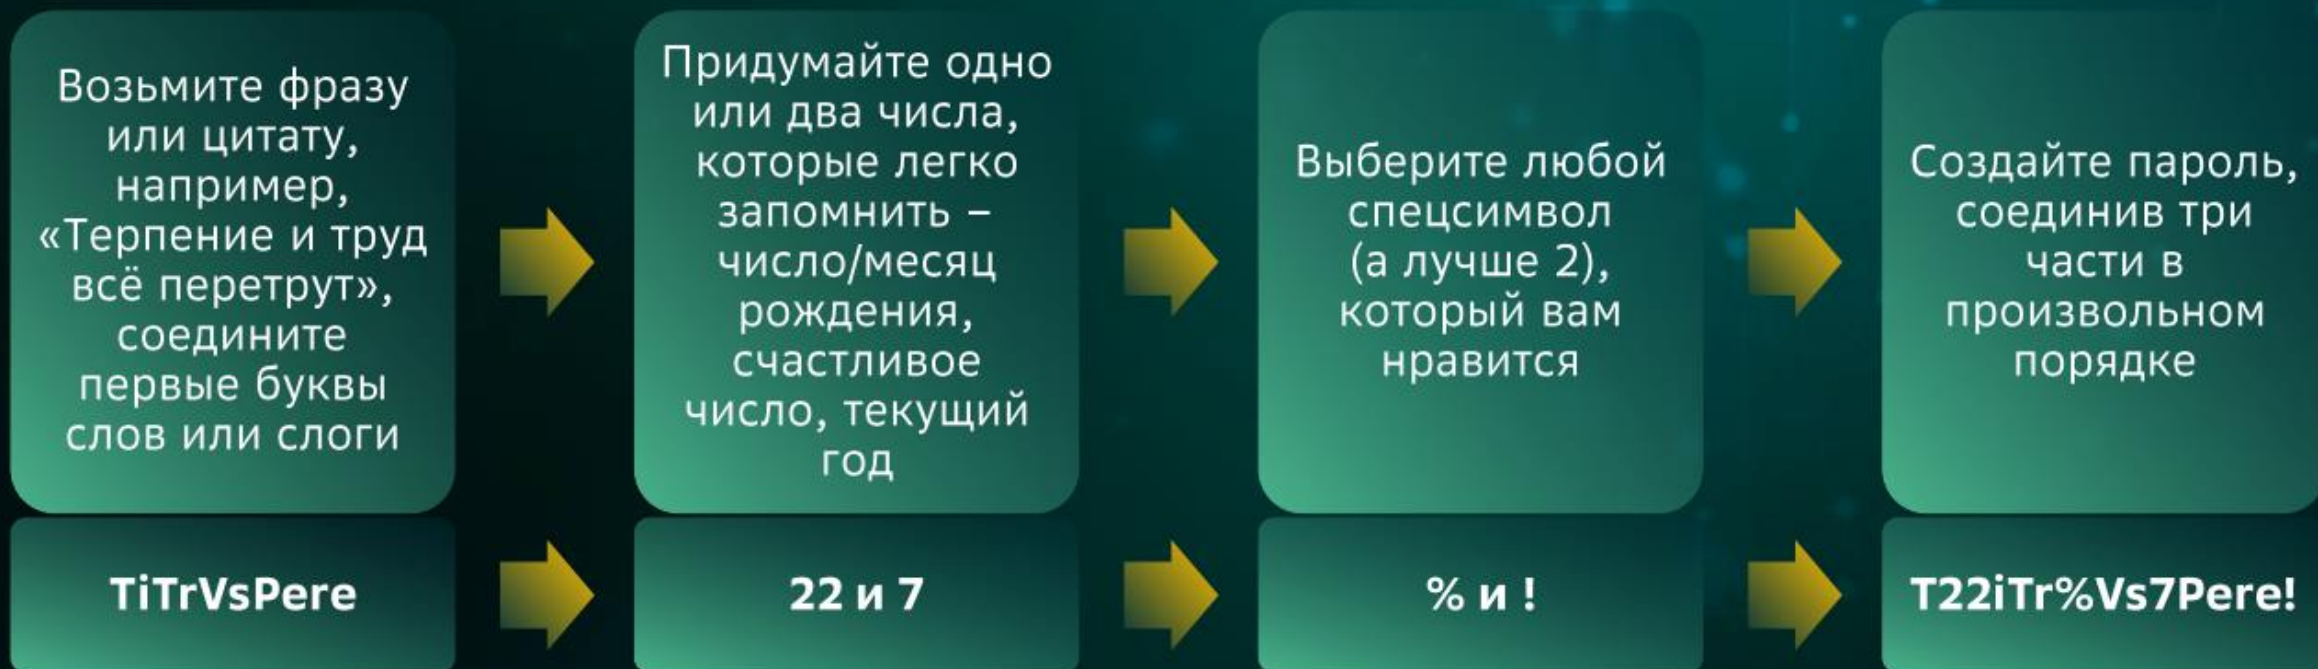 Возьмите фразу
или цитату,
например,
«Терпение и труд
всё перетрут»,
соедините
первые буквы
слов или слоги
Придумайте одно
или два числа,
которые легко
запомнить –
число/месяц
рождения,
счастливое
число, текущий
год
Выберите любой
спецсимвол
(а лучше 2),
который вам
нравится
Создайте пароль,
соединив три
части в
произвольном
порядке
TiTrVsPere
22 и 7
% и !
T22iTr%Vs7Pere!